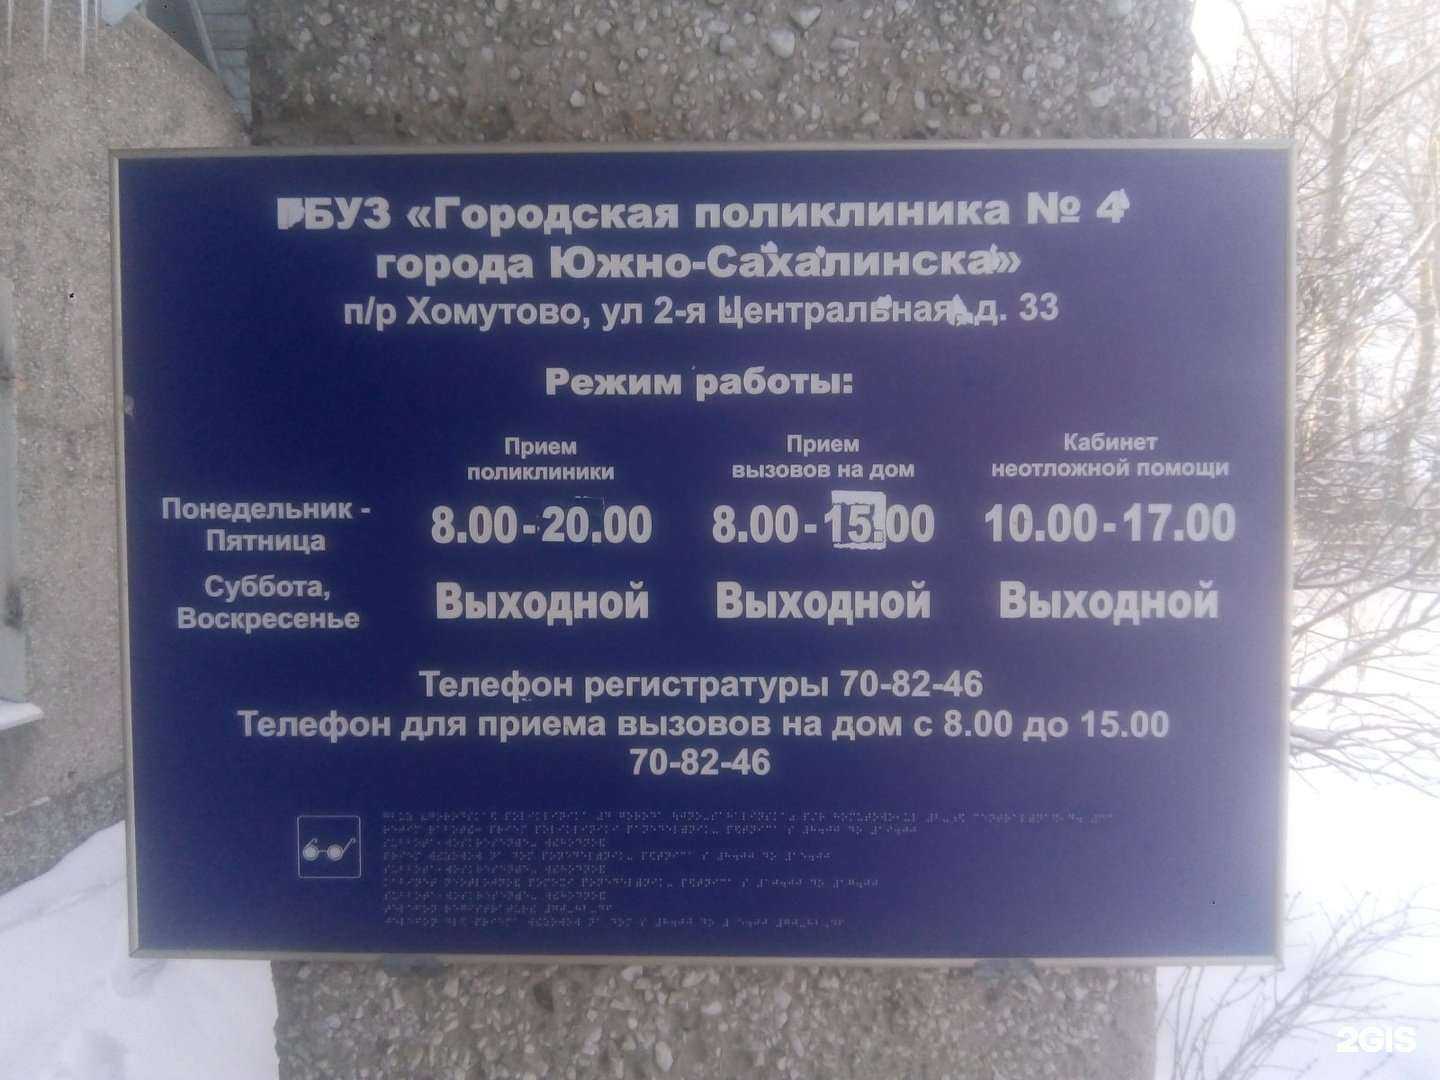 ГБУЗ «Городская поликлиника № 4
города Южно-Сахалинска»
п/р Хомутово, ул 2-я Центральная, д. 33
Режим работы:
Прием
поликлиники
Прием
вызовов на дом
Кабинет
неотложной помощи
Понедельник -
Пятница
8.00-20.00
8.00-15.00
10.00-17.00
Суббота,
Воскресенье
Выходной
Выходной
Выходной
Телефон регистратуры 70-82-46
Телефон для приема вызовов на дом с 8.00 до 15.00
70-82-46
2GIS